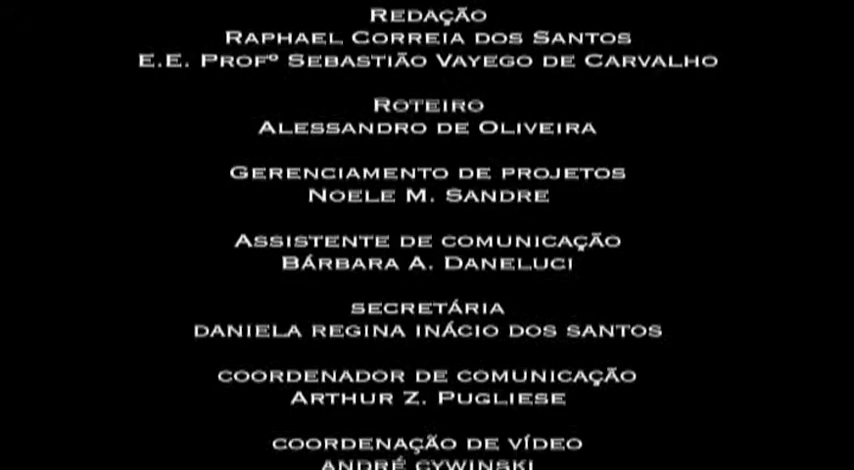 REDAÇÃO
RAPHAEL CORREIA DOS SANTOS
E.E. PROFº SEBASTIÃO VAYEGO DE CARVALHO
ROTEIRO
ALESSANDRO DE OLIVEIRA
GERENCIAMENTO DE PROJETOS
NOELE M. SANDRE
ASSISTENTE DE COMUNICAÇÃO
BÁRBARA A. DANELUCI
SECRETÁRIA
DANIELA REGINA INÁCIO DOS SANTOS
COORDENADOR DE COMUNICAÇÃO
ARTHUR Z. PUGLIESE
COORDENAÇÃO DE VÍDEO
ANDRÉ CYWINSKI